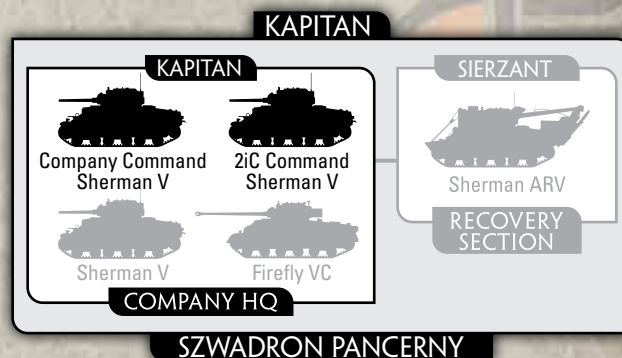 KAPITAN
KAPITAN
Company Command
Sherman V
2iC Command
Sherman V
Sherman V
Firefly VC
COMPANY HQ
SIERZANT
Sherman ARV
RECOVERY
SECTION
SZWADRON PANCERNY